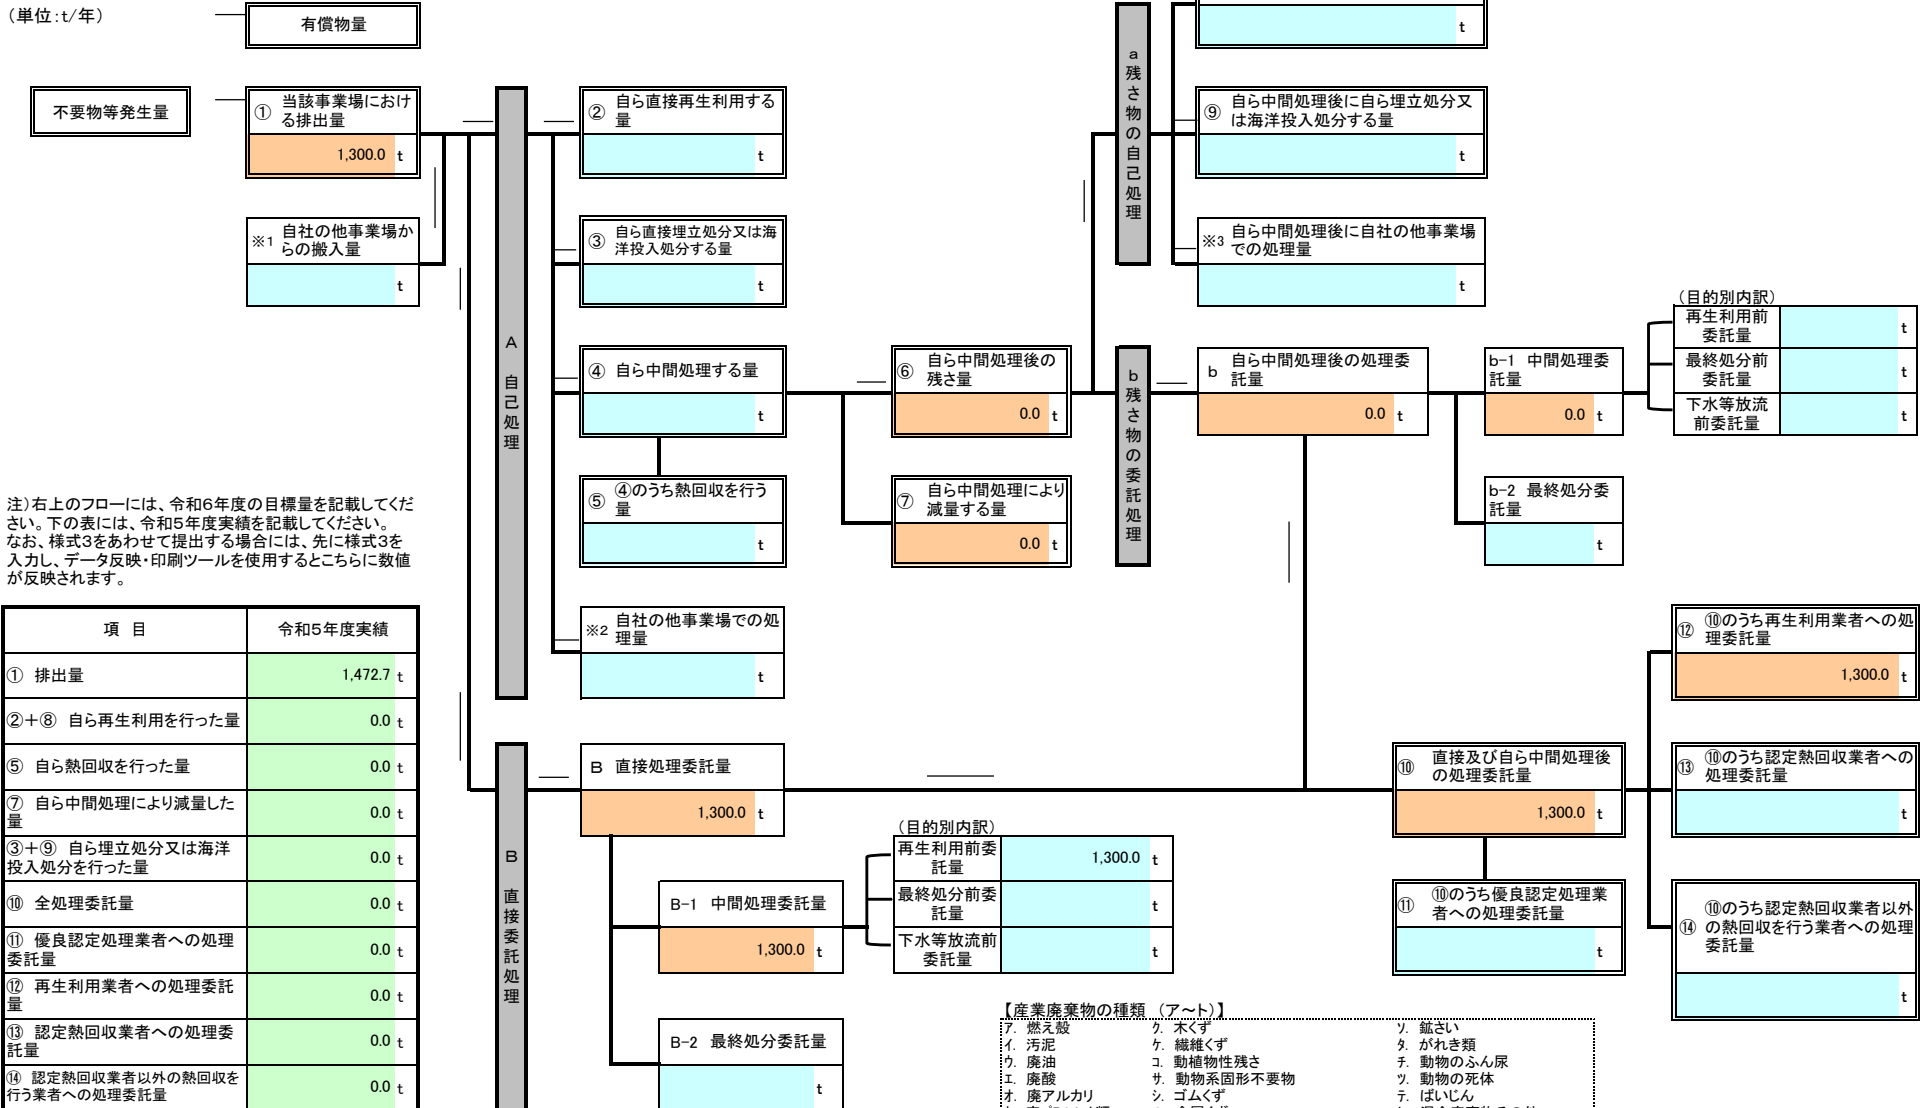 （単位:t/年）
有償物量
t
不要物等発生量
① 当該事業場におけ
る排出量
1,300.0 t
※1 自社の他事業場か
らの搬入量
t
A 自己処理
② 自ら直接再生利用する
量
t
③ 自ら直接埋立処分又は海
洋投入処分する量
t
④ 自ら中間処理する量
t
⑤ ④のうち熱回収を行う
量
t
※2 自社の他事業場での処
理量
t
⑥ 自ら中間処理後の
残さ量
0.0 t
⑦ 自ら中間処理により
減量する量
0.0 t
a 残さ物の自己処理
⑨ 自ら中間処理後に自ら埋立処分又
は海洋投入処分する量
t
※3 自ら中間処理後に自社の他事業場
での処理量
t
b 残さ物の委託処理
b 自ら中間処理後の処理委
託量
0.0 t
b-1 中間処理委
託量
0.0 t
（目的別内訳）
再生利用前
委託量
t
最終処分前
委託量
t
下水等放流
前委託量
t
b-2 最終処分委
託量
t
注）右上のフローには、令和6年度の目標量を記載してくだ
さい。下の表には、令和5年度実績を記載してください。
なお、様式3をあわせて提出する場合には、先に様式3を
入力し、データ反映・印刷ツールを使用するとこちらに数値
が反映されます。
項 目 令和5年度実績
① 排出量 1,472.7 t
②＋⑧ 自ら再生利用を行った量 0.0 t
⑤ 自ら熱回収を行った量 0.0 t
⑦ 自ら中間処理により減量した
量 0.0 t
③＋⑨ 自ら埋立処分又は海洋
投入処分を行った量 0.0 t
⑩ 全処理委託量 0.0 t
⑪ 優良認定処理業者への処理
委託量 0.0 t
⑫ 再生利用業者への処理委託
量 0.0 t
⑬ 認定熱回収業者への処理委
託量 0.0 t
⑭ 認定熱回収業者以外の熱回収を
行う業者への処理委託量 0.0 t
B 直接委託処理
B 直接処理委託量
1,300.0 t
B-1 中間処理委託量
1,300.0 t
（目的別内訳）
再生利用前委
託量
1,300.0 t
最終処分前委
託量
t
下水等放流前
委託量
t
B-2 最終処分委託量
t
⑩ 直接及び自ら中間処理後
の処理委託量
1,300.0 t
⑪ ⑩のうち優良認定処理業
者への処理委託量
t
⑫ ⑩のうち再生利用業者への処
理委託量
1,300.0 t
⑬ ⑩のうち認定熱回収業者への
処理委託量
t
⑭ ⑩のうち認定熱回収業者以外
の熱回収を行う業者への処理
委託量
t
【産業廃棄物の種類 （ア～ト）】
ア. 燃え殻 ク. 木くず ソ. 鉱さい
イ. 汚泥 ケ. 繊維くず タ. がれき類
ウ. 廃油 コ. 動植物性残さ チ. 動物のふん尿
エ. 廃酸 サ. 動物系固形不要物 ツ. 動物の死体
オ. 廃アルカリ シ. ゴムくず テ. ばいじん